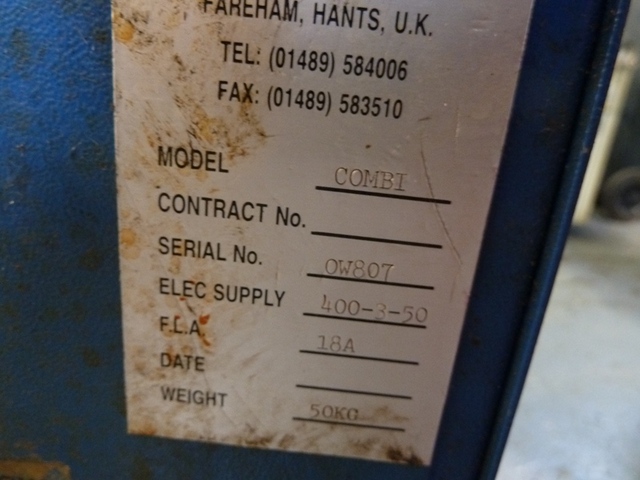 FAREHAM, HANTS, U.K.
TEL: (01489) 584006
FAX: (01489) 583510
MODEL COMBI
CONTRACT No.
SERIAL No. OW807
ELEC SUPPLY 400-3-50
F.L.A. 18A
DATE
WEIGHT 50KG